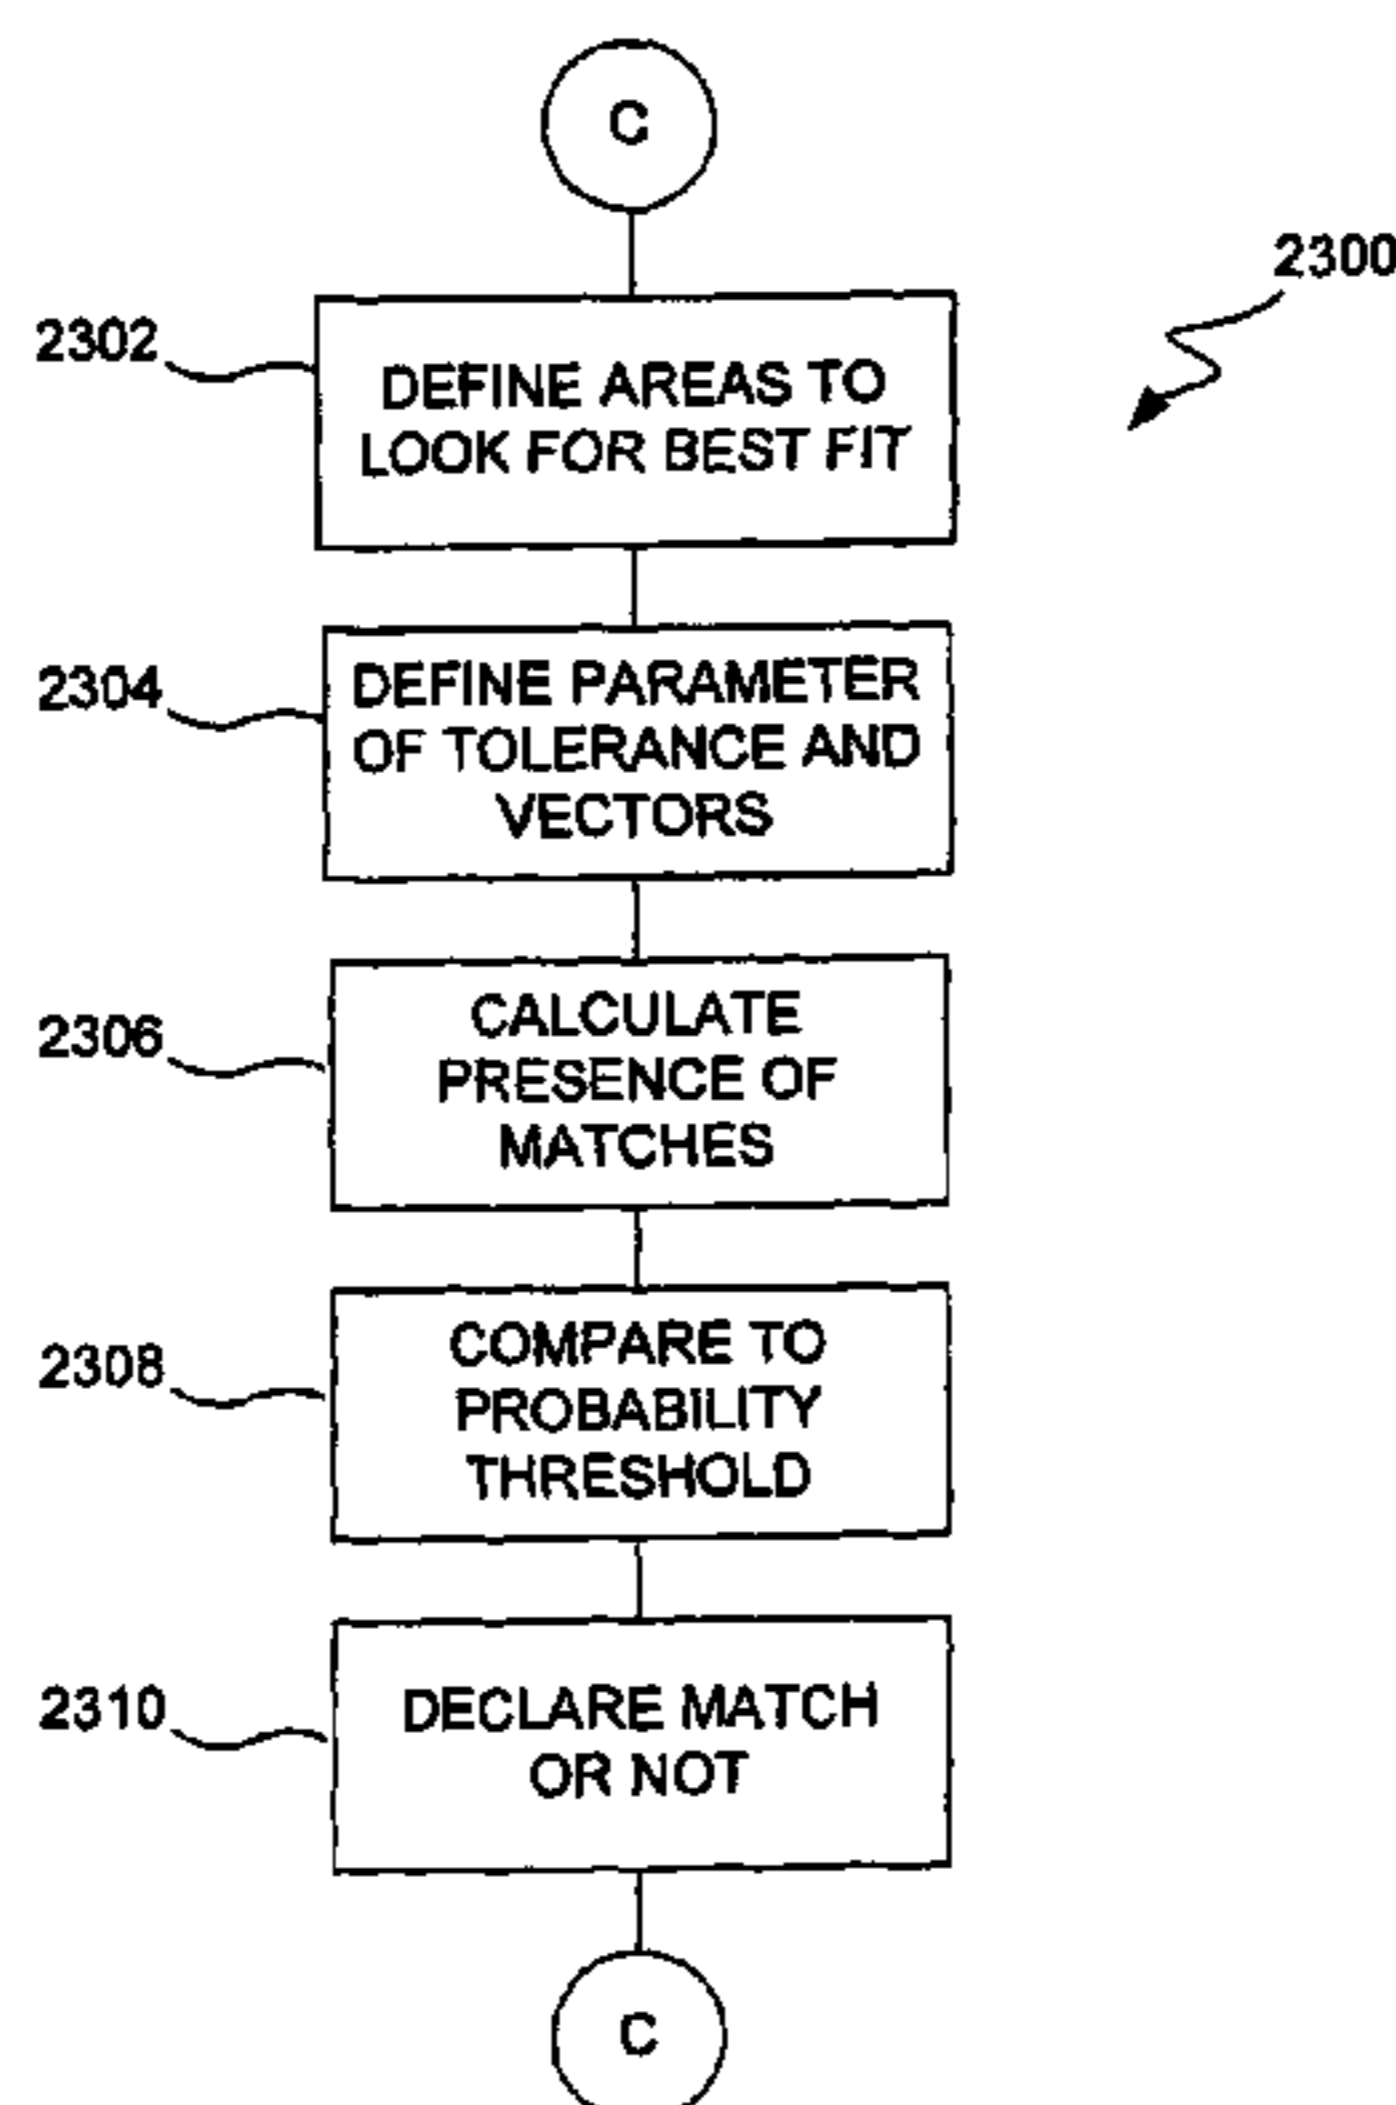 C
2300
2302
DEFINE AREAS TO
LOOK FOR BEST FIT
2304
DEFINE PARAMETER
OF TOLERANCE AND
VECTORS
2306
CALCULATE
PRESENCE OF
MATCHES
2308
COMPARE TO
PROBABILITY
THRESHOLD
2310
DECLARE MATCH
OR NOT
C